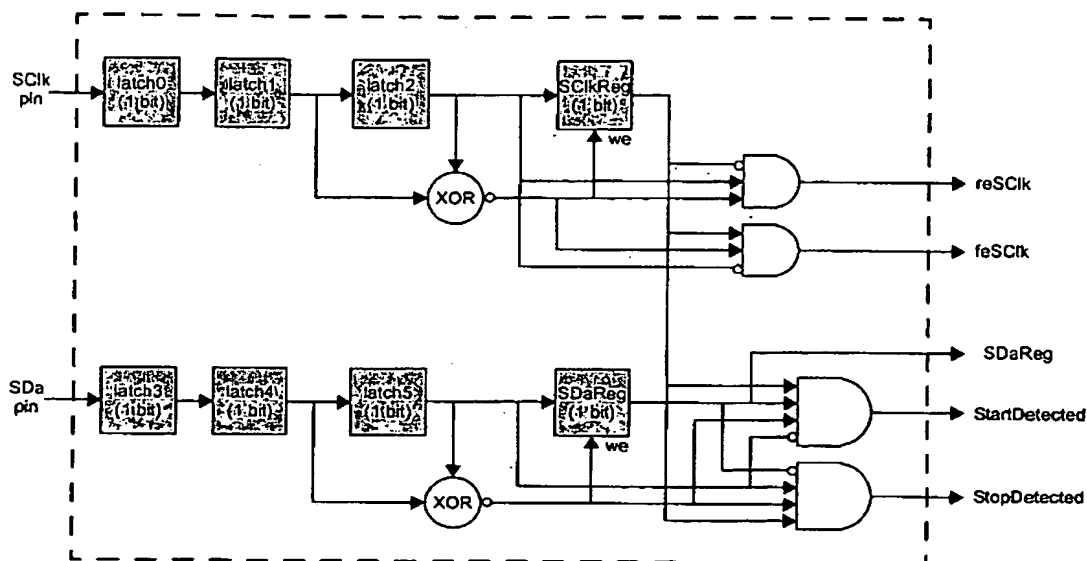 SClk
pin
latch0
(1 bit)
latch1
(1 bit)
latch2
(1 bit)
SClkReg
(1 bit)
we
XOR
reSClk
feSClk
SDa
pin
latch3
(1 bit)
latch4
(1 bit)
latch5
(1 bit)
SDaReg
(1 bit)
we
XOR
SDaReg
StartDetected
StopDetected